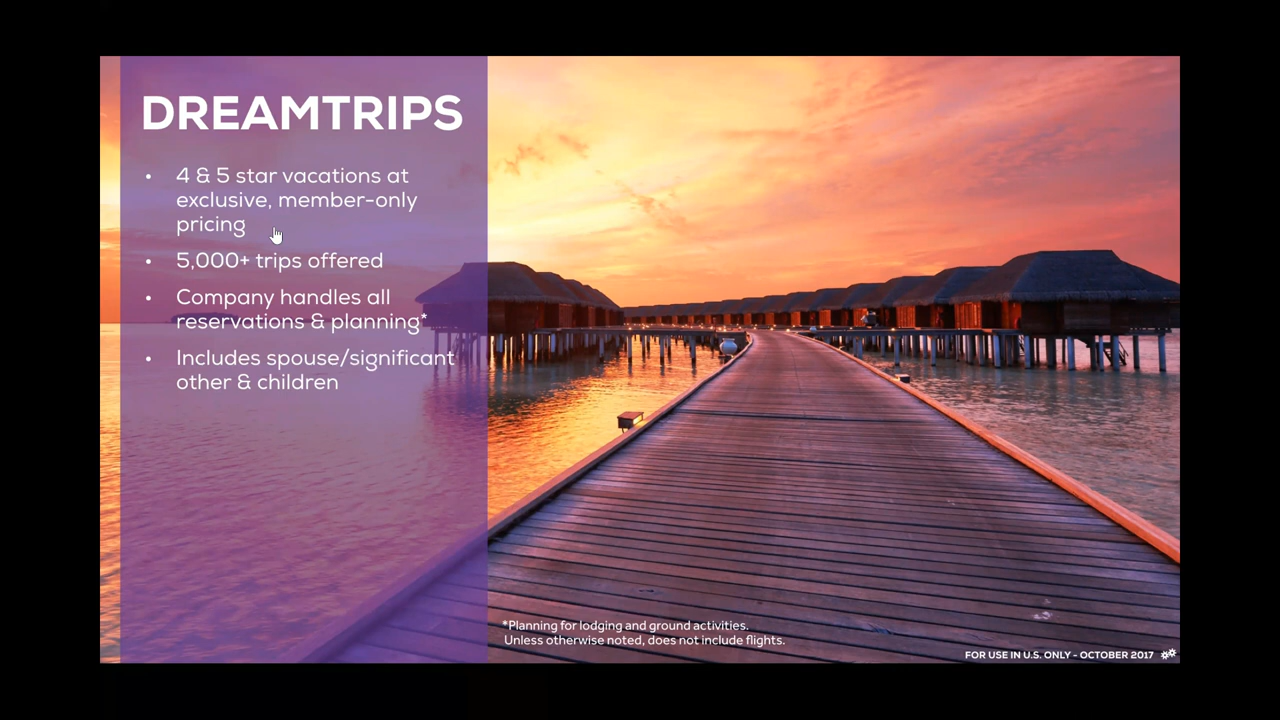 DREAMTRIPS
• 4 & 5 star vacations at
exclusive, member-only
pricing
• 5,000+ trips offered
• Company handles all
reservations & planning*
• Includes spouse/significant
other & children
*Planning for lodging and ground activities.
Unless otherwise noted, does not include flights.
FOR USE IN U.S. ONLY - OCTOBER 2017